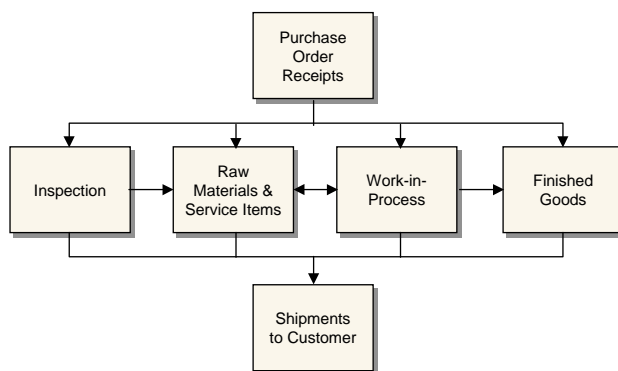 Purchase
Order
Receipts
Inspection
Raw
Materials &
Service Items
Work-in-
Process
Finished
Goods
Shipments
to Customer